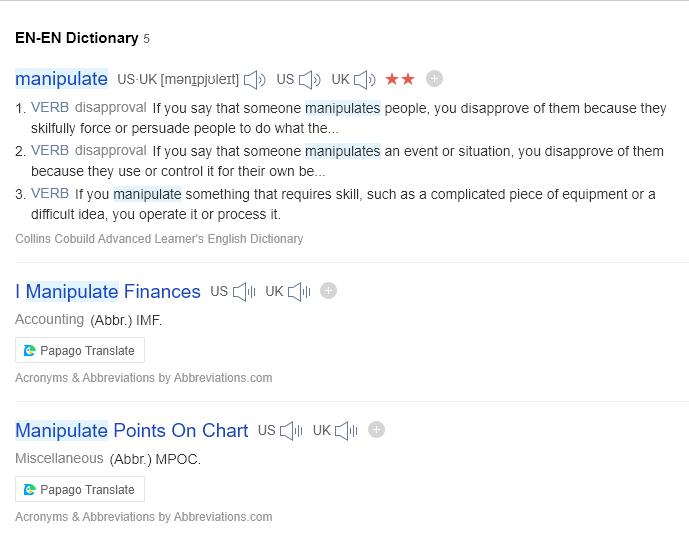 EN-EN Dictionary 5
manipulate US·UK [mənɪpjʊleɪt] US UK
1. VERB disapproval If you say that someone manipulates people, you disapprove of them because they
skilfully force or persuade people to do what the...
2. VERB disapproval If you say that someone manipulates an event or situation, you disapprove of them
because they use or control it for their own be...
3. VERB If you manipulate something that requires skill, such as a complicated piece of equipment or a
difficult idea, you operate it or process it.
Collins Cobuild Advanced Learner's English Dictionary
I Manipulate Finances US UK
Accounting (Abbr.) IMF.
Papago Translate
Acronyms & Abbreviations by Abbreviations.com
Manipulate Points On Chart US UK
Miscellaneous (Abbr.) MPOC.
Papago Translate
Acronyms & Abbreviations by Abbreviations.com